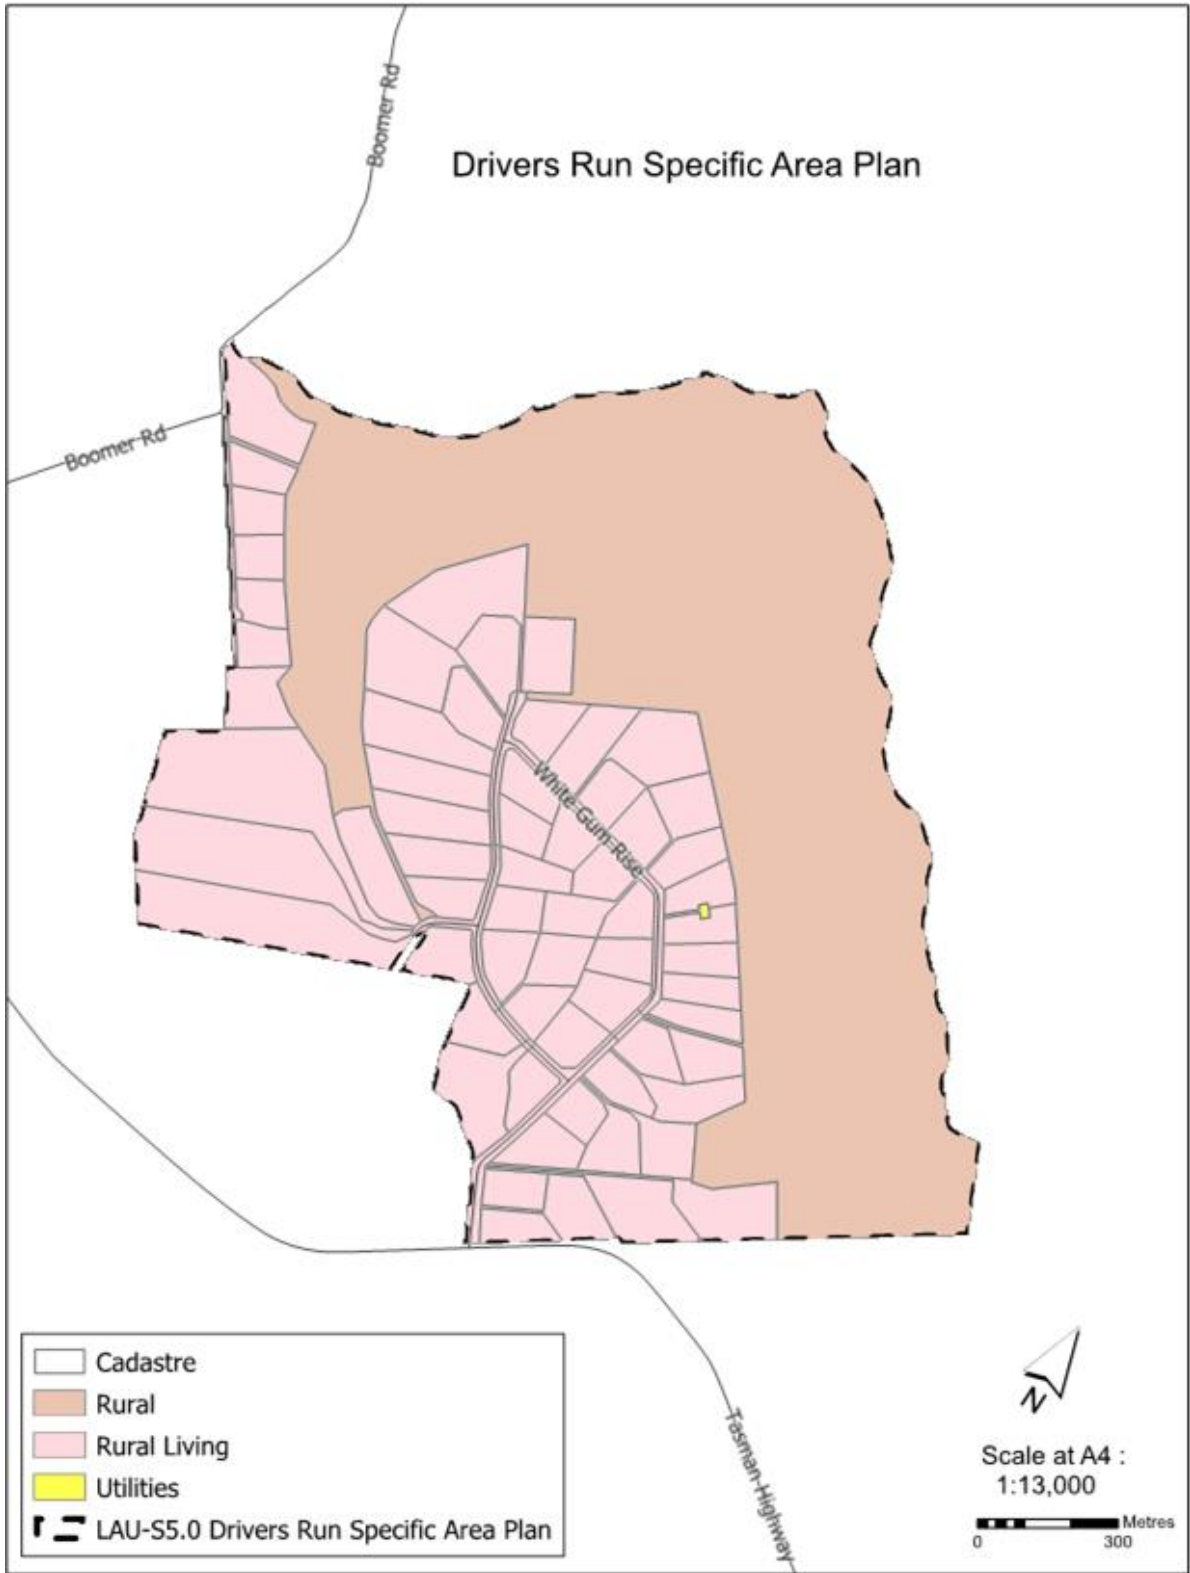 Boomer Rd
Drivers Run Specific Area Plan
Boomer Rd
White Gum Rise
Tasman Highway
Cadastre
Rural
Rural Living
Utilities
LAU-S5.0 Drivers Run Specific Area Plan
N
Scale at A4 :
1:13,000
Metres
0 300